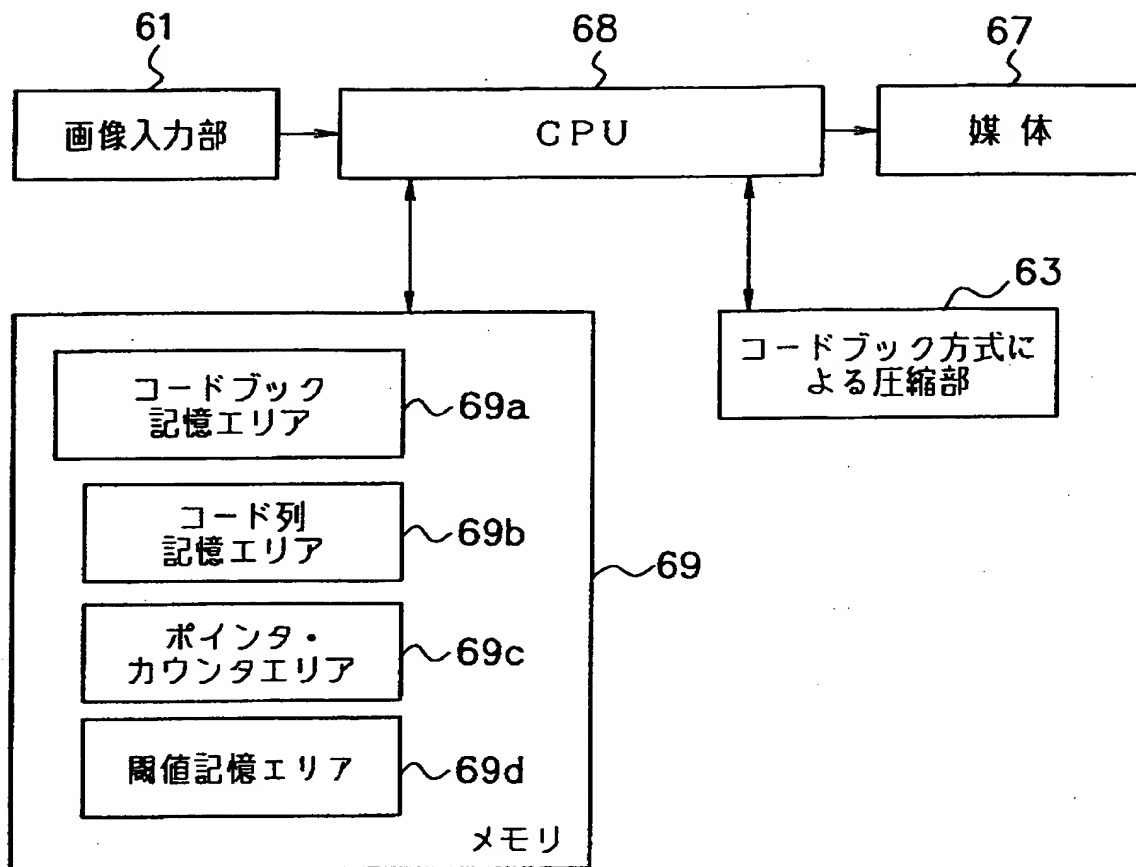 61
68
67
画像入力部
CPU
媒体
63
コードブック方式に
よる圧縮部
コードブック
記憶エリア
69a
コード列
記憶エリア
69b
69
ポインタ・
カウンタエリア
69c
閾値記憶エリア
69d
メモリ